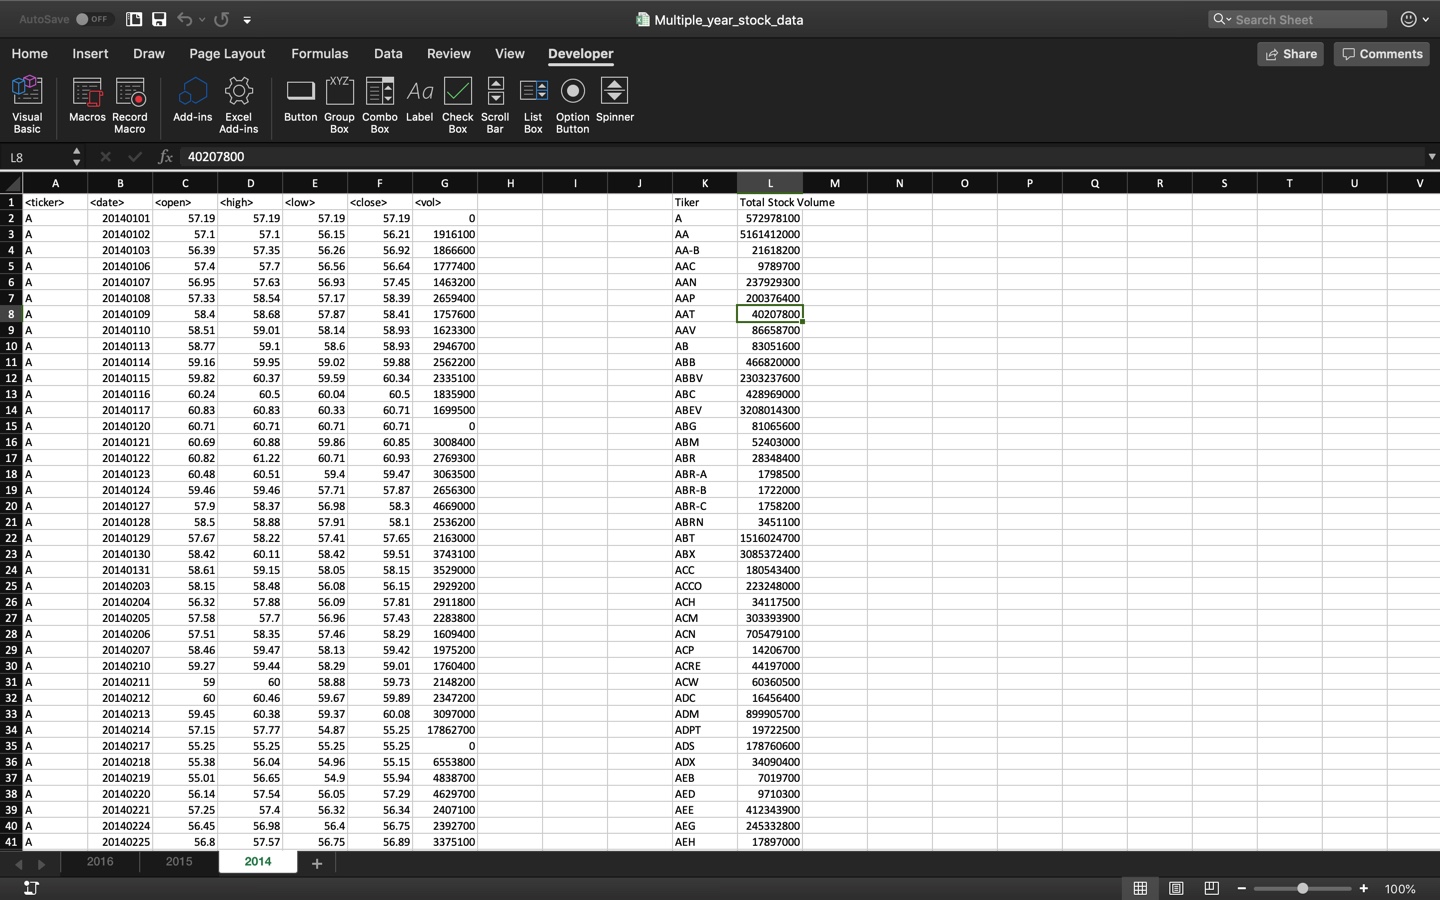 AutoSave OFF Multiple_year_stock_data Search Sheet
Home Insert Draw Page Layout Formulas Data Review View Developer Share Comments
Visual Basic Macros Record Macro Add-ins Excel Add-ins Button XYZ Group Box Combo Box Aa Label Check Box Scroll Bar List Box Option Button Spinner
L8 fx 40207800
A B C D E F G H I J K L M N O P Q R S T U V
1 <ticker> <date> <open> <high> <low> <close> <vol> Tiker Total Stock Volume
2 A 20140101 57.19 57.19 57.19 57.19 0 A 572978100
3 A 20140102 57.1 57.1 56.15 56.21 1916100 AA 5161412000
4 A 20140103 56.39 57.35 56.26 56.92 1866600 AA-B 21618200
5 A 20140106 57.4 57.7 56.56 56.64 1777400 AAC 9789700
6 A 20140107 56.95 57.63 56.93 57.45 1463200 AAN 237929300
7 A 20140108 57.33 58.54 57.17 58.39 2659400 AAP 200376400
8 A 20140109 58.4 58.68 57.87 58.41 1757600 AAT 40207800
9 A 20140110 58.51 59.01 58.14 58.93 1623300 AAV 86658700
10 A 20140113 58.77 59.1 58.6 58.93 2946700 AB 83051600
11 A 20140114 59.16 59.95 59.02 59.88 2562200 ABB 466820000
12 A 20140115 59.82 60.37 59.59 60.34 2335100 ABBV 2303237600
13 A 20140116 60.24 60.5 60.04 60.5 1835900 ABC 428969000
14 A 20140117 60.83 60.83 60.33 60.71 1699500 ABEV 3208014300
15 A 20140120 60.71 60.71 60.71 60.71 0 ABG 81065600
16 A 20140121 60.69 60.88 59.86 60.85 3008400 ABM 52403000
17 A 20140122 60.82 61.22 60.71 60.93 2769300 ABR 28348400
18 A 20140123 60.48 60.51 59.4 59.47 3063500 ABR-A 1798500
19 A 20140124 59.46 59.46 57.71 57.87 2656300 ABR-B 1722000
20 A 20140127 57.9 58.37 56.98 58.3 4669000 ABR-C 1758200
21 A 20140128 58.5 58.88 57.91 58.1 2536200 ABRN 3451100
22 A 20140129 57.67 58.22 57.41 57.65 2163000 ABT 1516024700
23 A 20140130 58.42 60.11 58.42 59.51 3743100 ABX 3085372400
24 A 20140131 58.61 59.15 58.05 58.15 3529000 ACC 180543400
25 A 20140203 58.15 58.48 56.08 56.15 2929200 ACCO 223248000
26 A 20140204 56.32 57.88 56.09 57.81 2911800 ACH 34117500
27 A 20140205 57.58 57.7 56.96 57.43 2283800 ACM 303393900
28 A 20140206 57.51 58.35 57.46 58.29 1609400 ACN 705479100
29 A 20140207 58.46 59.47 58.13 59.42 1975200 ACP 14206700
30 A 20140210 59.27 59.44 58.29 59.01 1760400 ACRE 44197000
31 A 20140211 59 60 58.88 59.73 2148200 ACW 60360500
32 A 20140212 60 60.46 59.67 59.89 2347200 ADC 16456400
33 A 20140213 59.45 60.38 59.37 60.08 3097000 ADM 899905700
34 A 20140214 57.15 57.77 54.87 55.25 17862700 ADPT 19722500
35 A 20140217 55.25 55.25 55.25 55.25 0 ADS 178760600
36 A 20140218 55.38 56.04 54.96 55.15 6553800 ADX 34090400
37 A 20140219 55.01 56.65 54.9 55.94 4838700 AEB 7019700
38 A 20140220 56.14 57.54 56.05 57.29 4629700 AED 9710300
39 A 20140221 57.25 57.4 56.32 56.34 2407100 AEE 412343900
40 A 20140224 56.45 56.98 56.4 56.75 2392700 AEG 245332800
41 A 20140225 56.8 57.57 56.75 56.89 3375100 AEH 17897000
2016 2015 2014 +
− + 100%